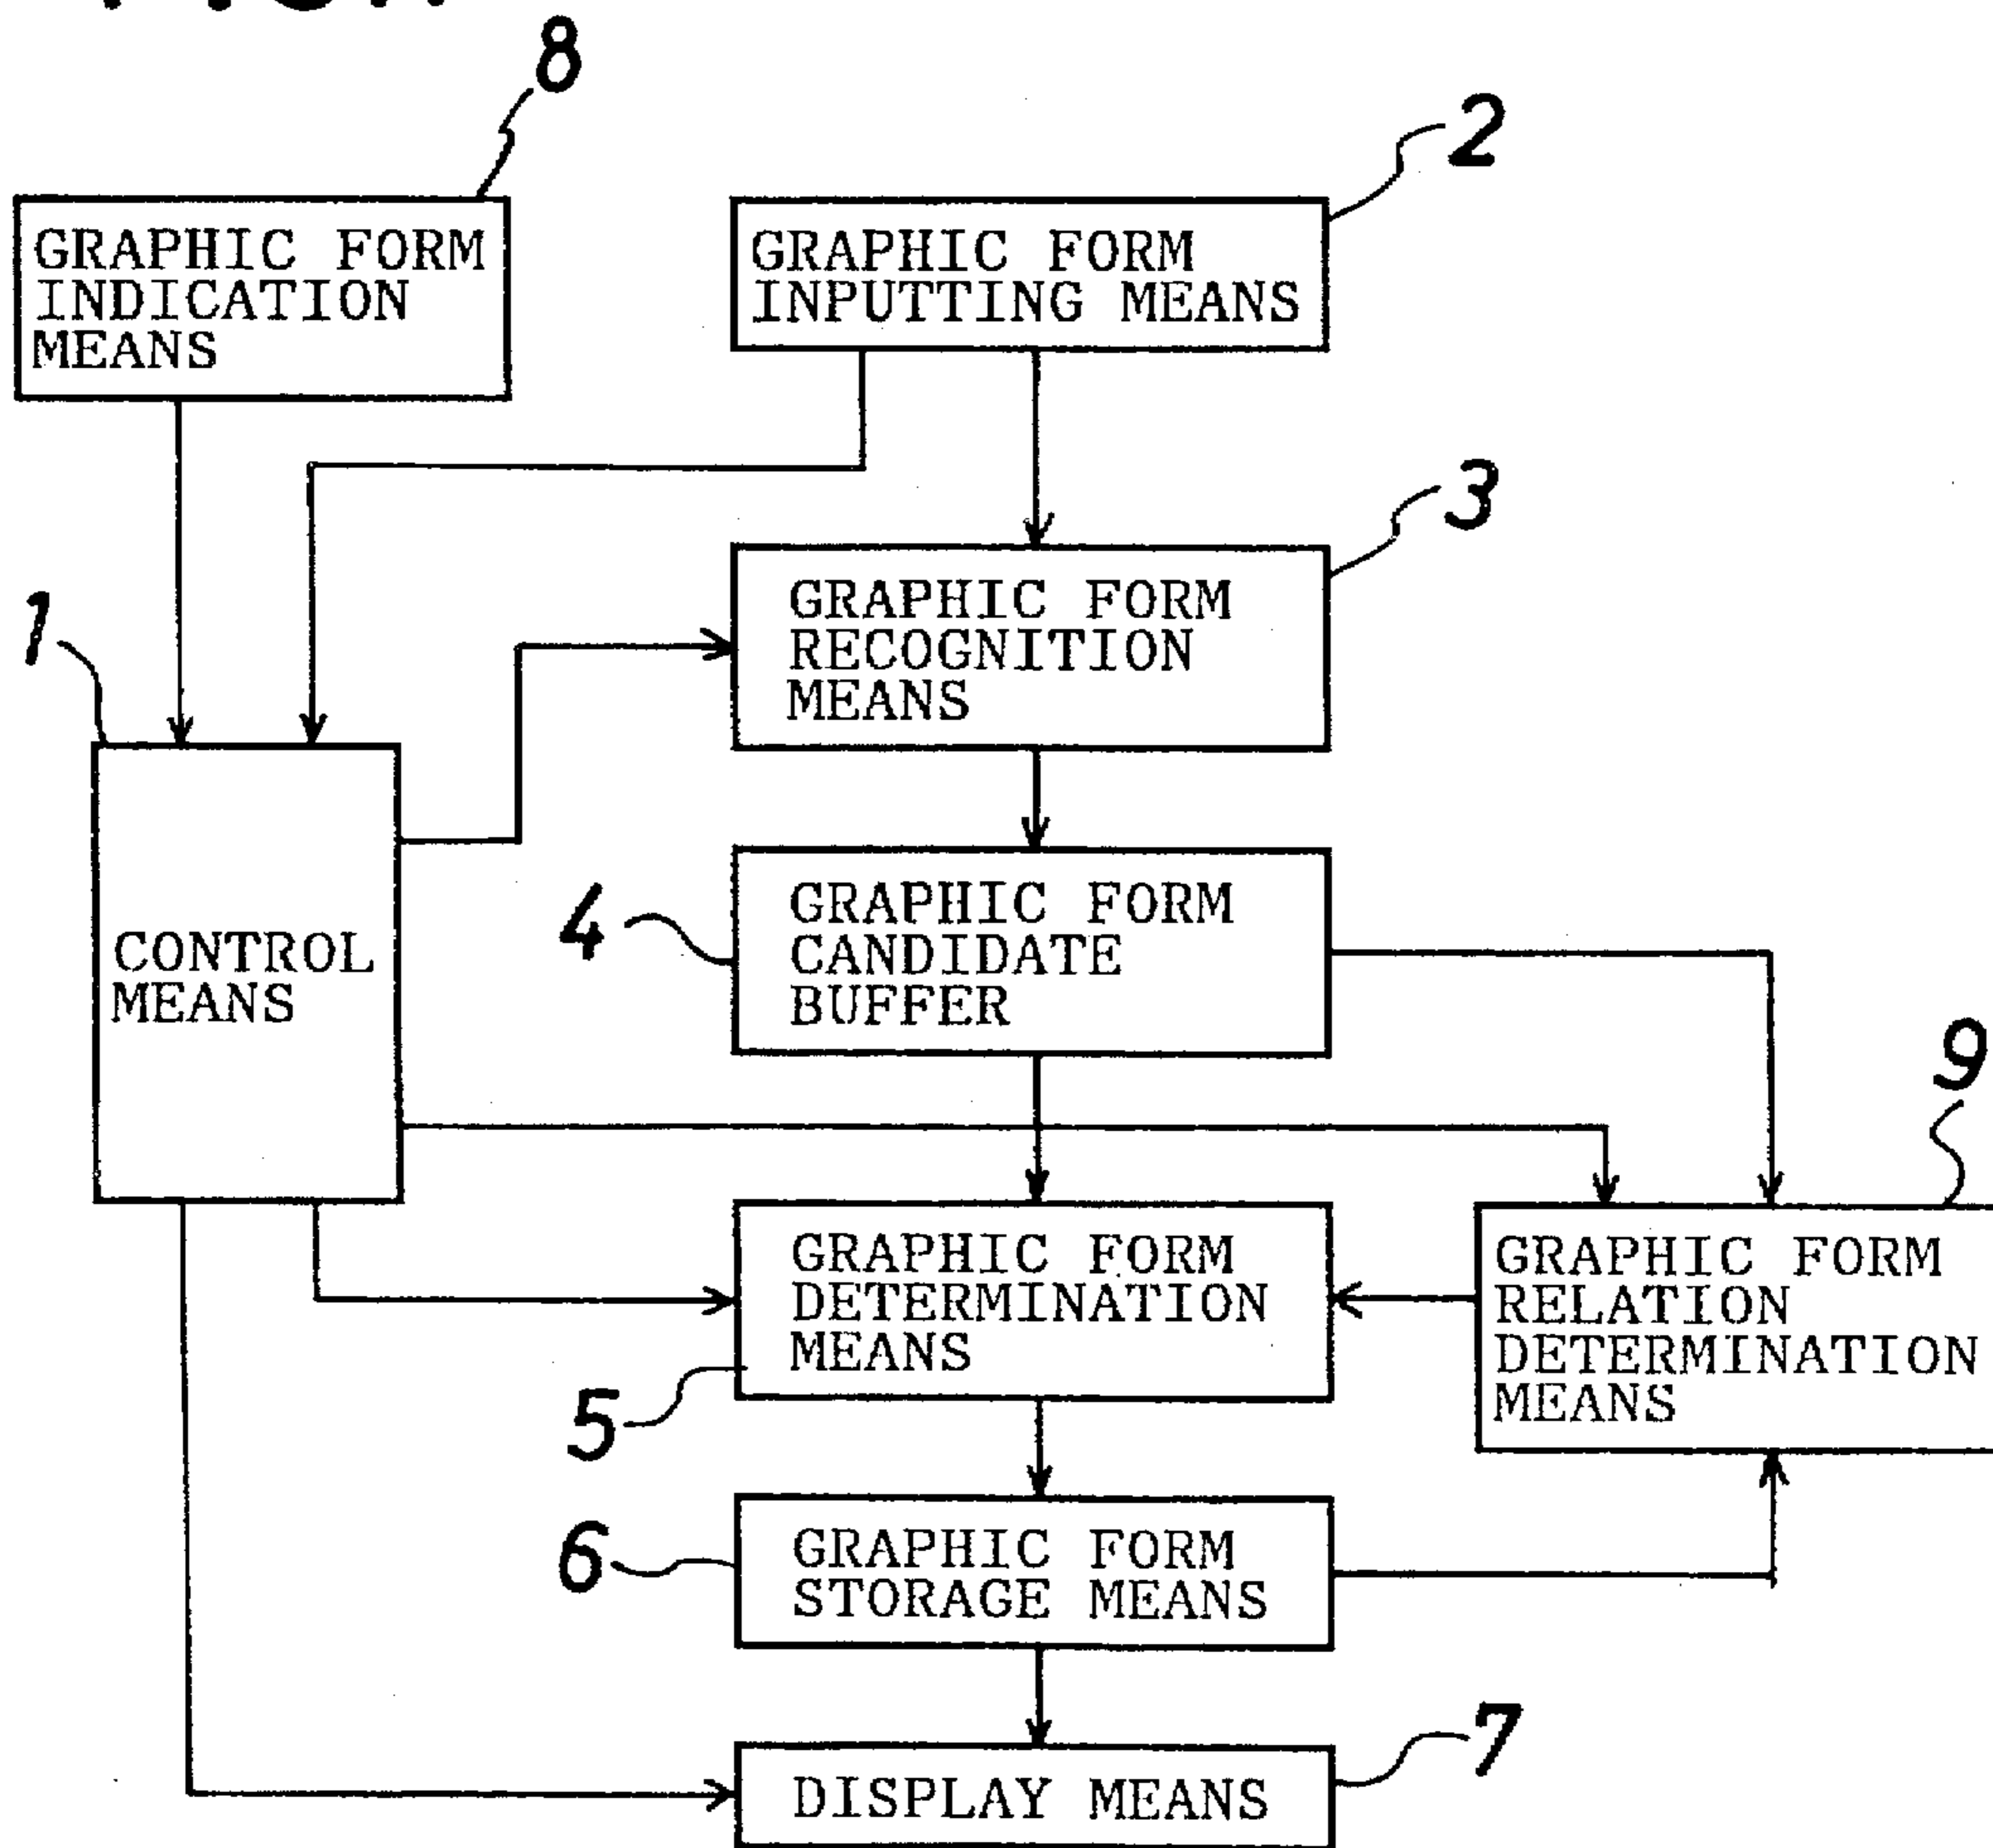 8
2
GRAPHIC FORM
INDICATION
MEANS
GRAPHIC FORM
INPUTTING MEANS
3
1
GRAPHIC FORM
RECOGNITION
MEANS
CONTROL
MEANS
4
GRAPHIC FORM
CANDIDATE
BUFFER
9
GRAPHIC FORM
DETERMINATION
MEANS
5
GRAPHIC FORM
RELATION
DETERMINATION
MEANS
6
GRAPHIC FORM
STORAGE MEANS
7
DISPLAY MEANS